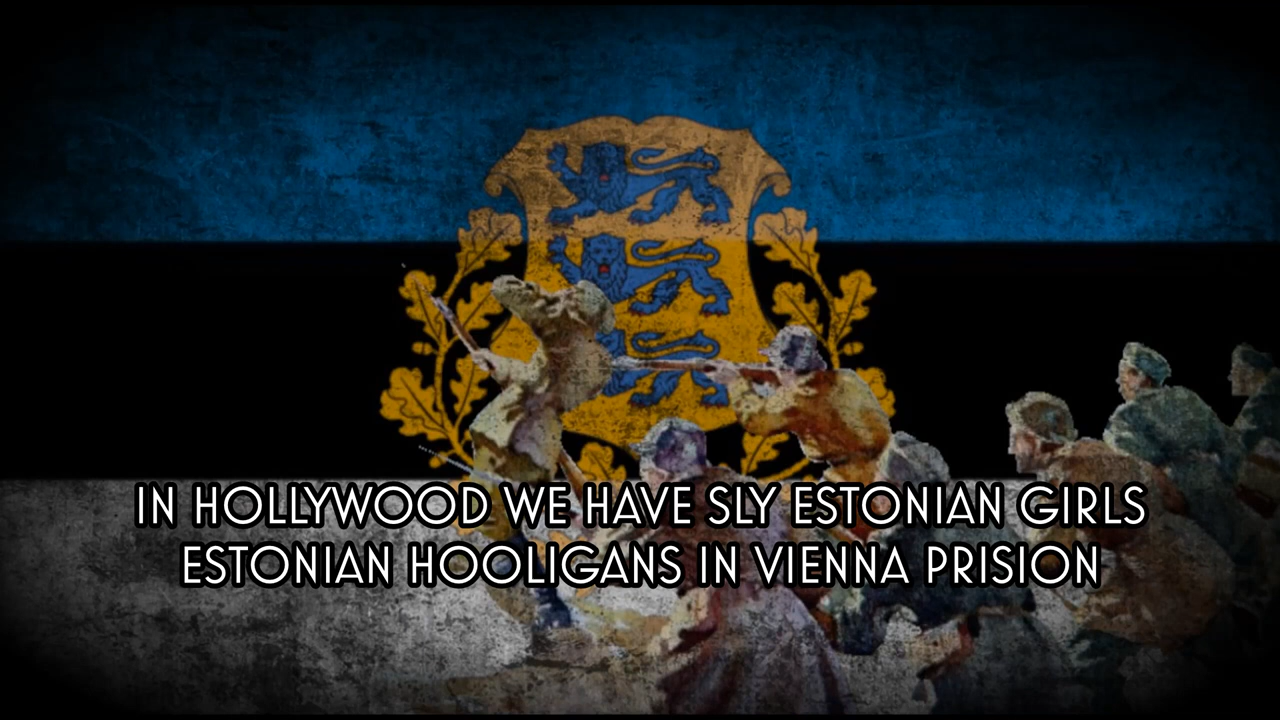 IN HOLLYWOOD WE HAVE SLY ESTONIAN GIRLS
ESTONIAN HOOLIGANS IN VIENNA PRISION